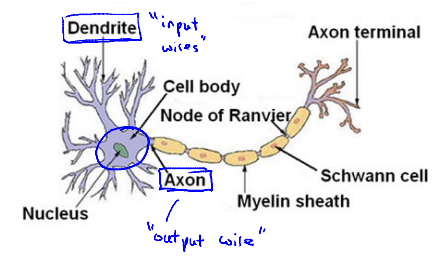 Dendrite
"input
wires"
Axon terminal
Cell body
Node of Ranvier
Axon
Schwann cell
Myelin sheath
Nucleus
"output wire"